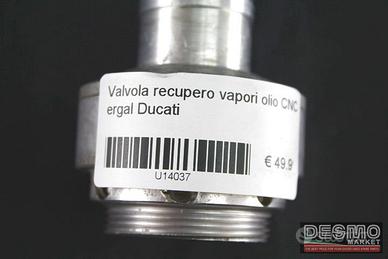 Valvola recupero vapori olio CNC
ergal Ducati
€ 49.9
U14037
DESMO
MARKET